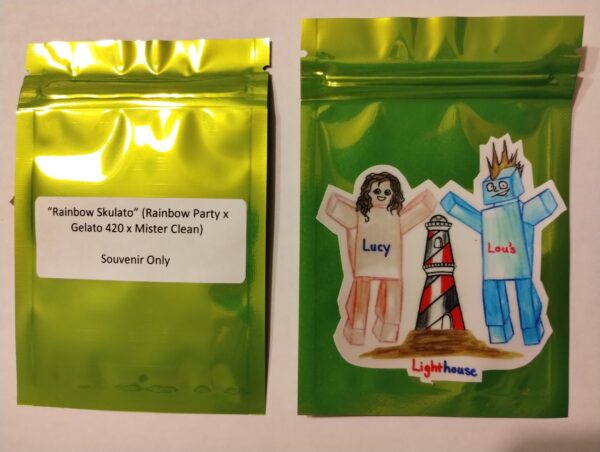 “Rainbow Skulato” (Rainbow Party x
Gelato 420 x Mister Clean)
Souvenir Only
Lucy
Lou's
Lighthouse